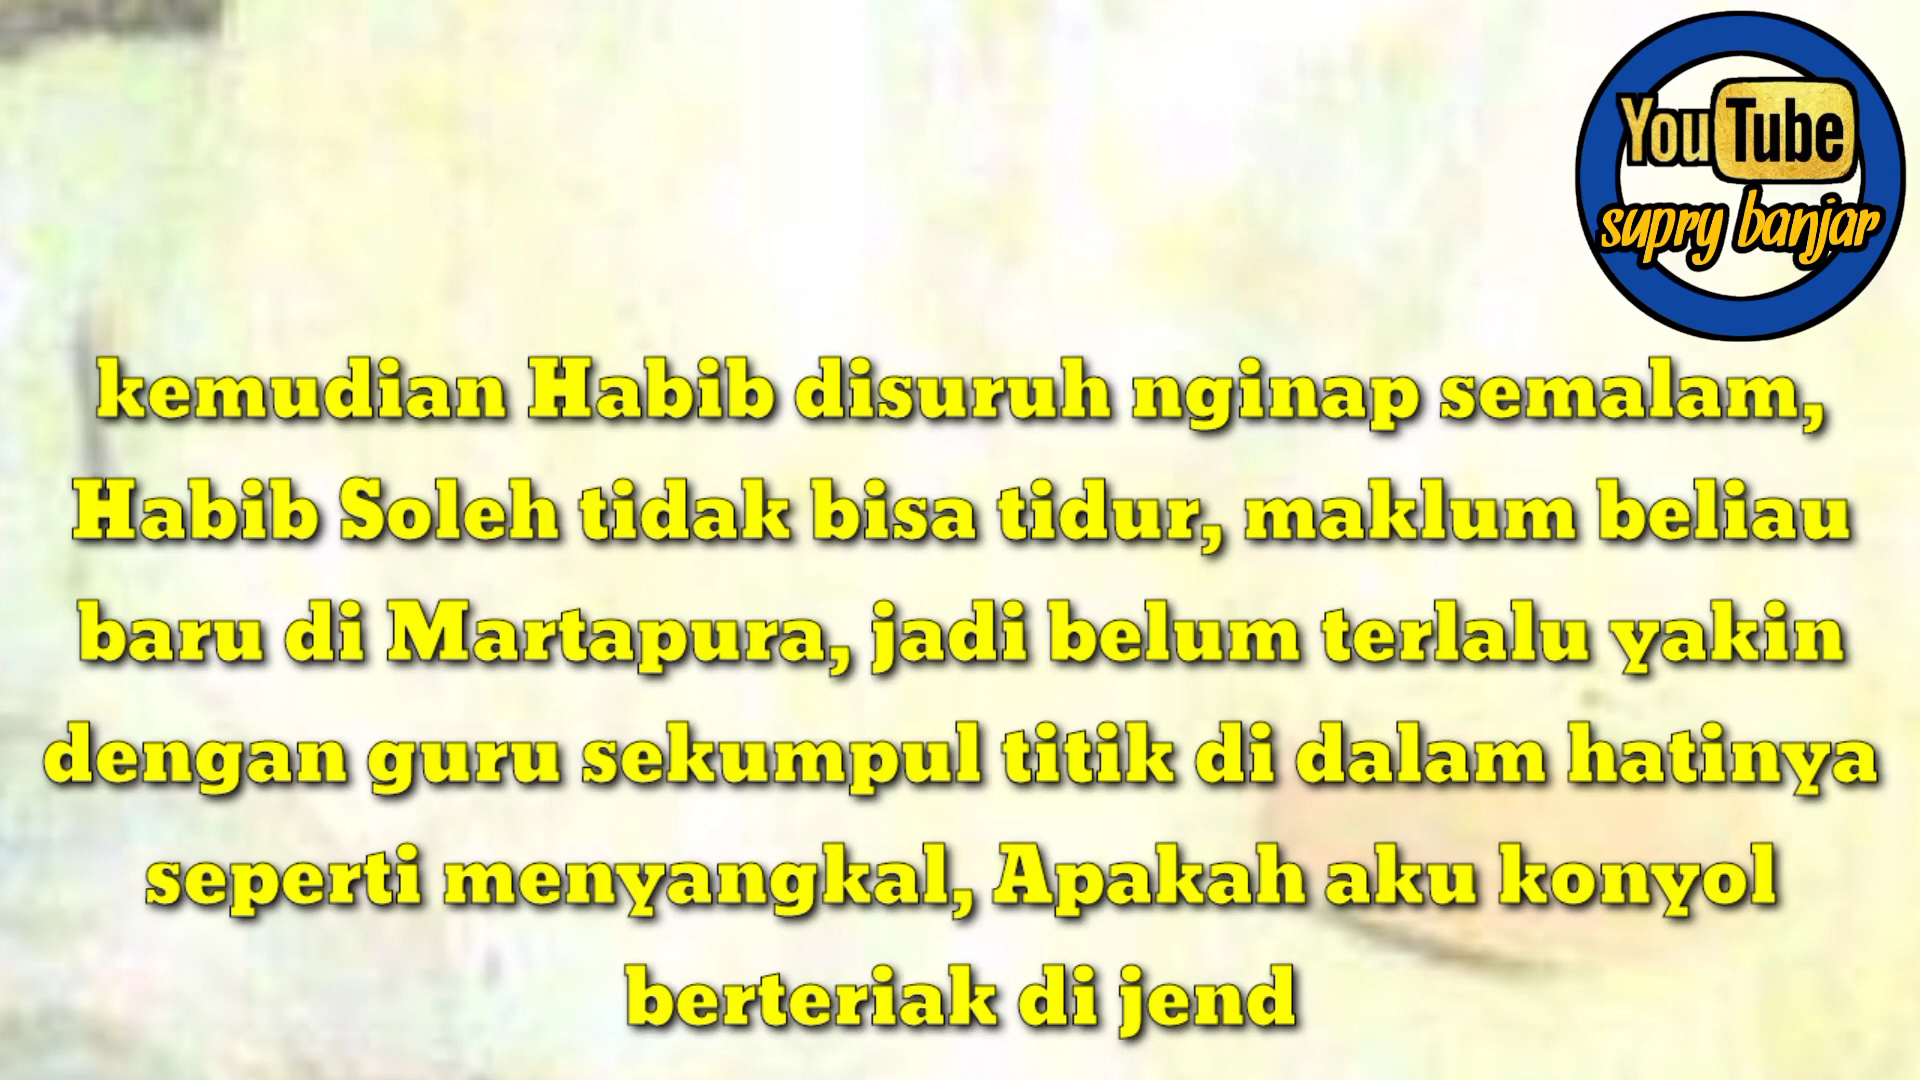 YouTube
supry banjar
kemudian Habib disuruh nginap semalam,
Habib Soleh tidak bisa tidur, maklum beliau
baru di Martapura, jadi belum terlalu yakin
dengan guru sekumpul titik di dalam hatinya
seperti menyangkal, Apakah aku konyol
berteriak di jend